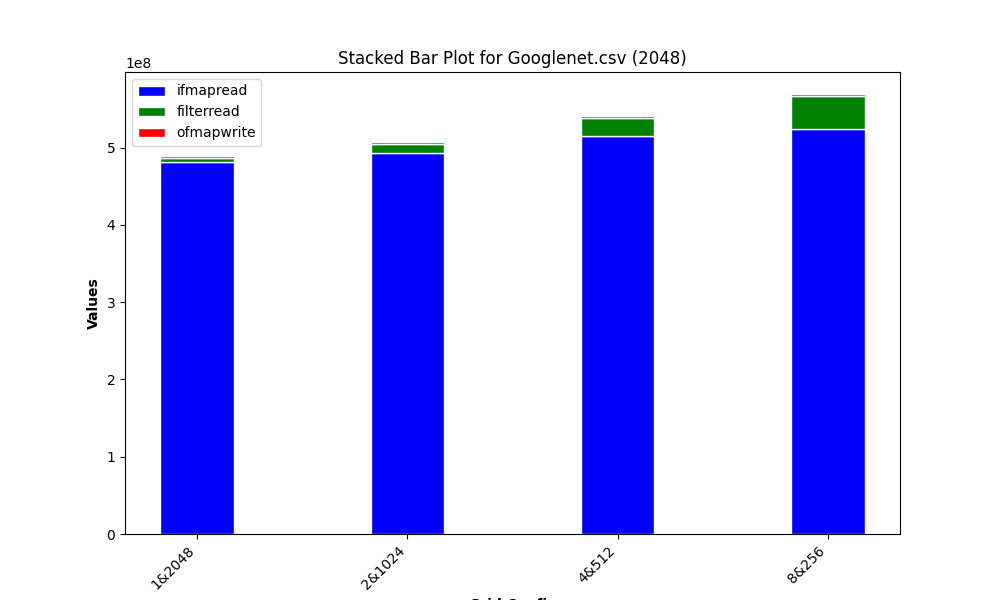 Stacked Bar Plot for Googlenet.csv (2048)
1e8
ifmapread
filterread
ofmapwrite
5
4
3
2
1
0
Values
1&2048
2&1024
4&512
8&256